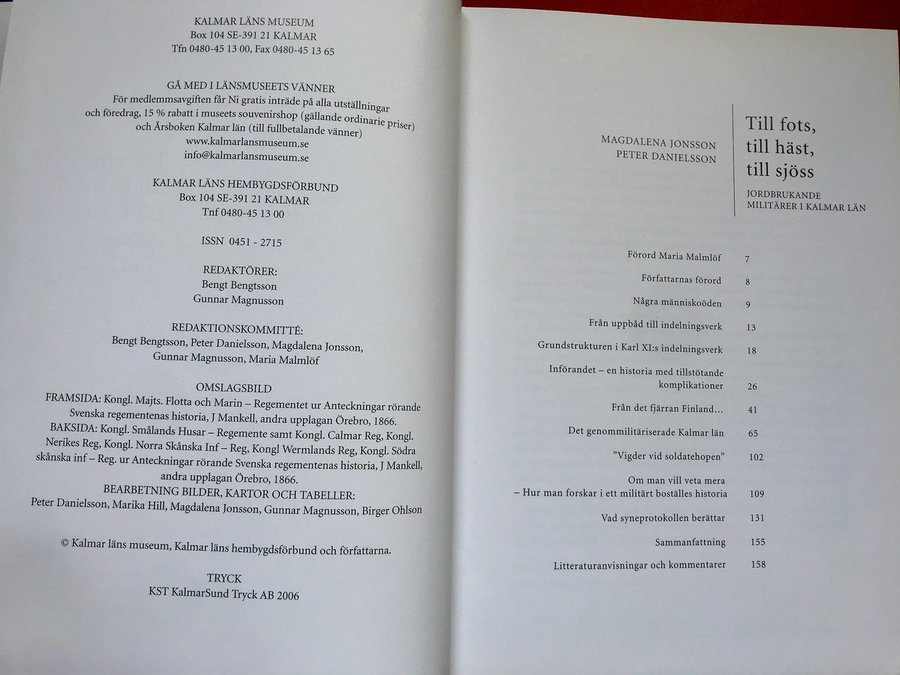 KALMAR LÄNS MUSEUM
Box 104 SE-391 21 KALMAR
Tfn 0480-45 13 00, Fax 0480-45 13 65
GÅ MED I LÄNSMUSEETS VÄNNER
För medlemmsavgiften får Ni gratis inträde på alla utställningar
och föredrag, 15 % rabatt i museets souvenirshop (gällande ordinarie priser)
och Årsboken Kalmar län (till fullbetalande vänner)
www.kalmarlansmuseum.se
info@kalmarlansmuseum.se
KALMAR LÄNS HEMBYGDSFÖRBUND
Box 104 SE-391 21 KALMAR
Tnf 0480-45 13 00
ISSN 0451 - 2715
REDAKTÖRER:
Bengt Bengtsson
Gunnar Magnusson
REDAKTIONSKOMMITTÉ:
Bengt Bengtsson, Peter Danielsson, Magdalena Jonsson,
Gunnar Magnusson, Maria Malmlöf
OMSLAGSBILD
FRAMSIDA: Kongl. Majts. Flotta och Marin – Regementet ur Anteckningar rörande
Svenska regementenas historia, J Mankell, andra upplagan Örebro, 1866.
BAKSIDA: Kongl. Smålands Husar – Regemente samt Kongl. Calmar Reg, Kongl.
Nerikes Reg, Kongl. Norra Skånska Inf – Reg, Kongl Wermlands Reg, Kongl. Södra
skånska inf – Reg. ur Anteckningar rörande Svenska regementenas historia, J Mankell,
andra upplagan Örebro, 1866.
BEARBETNING BILDER, KARTOR OCH TABELLER:
Peter Danielsson, Marika Hill, Magdalena Jonsson, Gunnar Magnusson, Birger Ohlson
© Kalmar läns museum, Kalmar läns hembygdsförbund och författarna.
TRYCK
KST KalmarSund Tryck AB 2006
MAGDALENA JONSSON
PETER DANIELSSON
Till fots,
till häst,
till sjöss
JORDBRUKANDE
MILITÄRER I KALMAR LÄN
Förord Maria Malmlöf 7
Författarnas förord 8
Några människoöden 9
Från uppbåd till indelningsverk 13
Grundstrukturen i Karl XI:s indelningsverk 18
Införandet – en historia med tillstötande
komplikationer 26
Från det fjärran Finland… 41
Det genommilitäriserade Kalmar län 65
”Vigder vid soldatehopen” 102
Om man vill veta mera
– Hur man forskar i ett militärt boställes historia 109
Vad syneprotokollen berättar 131
Sammanfattning 155
Litteraturanvisningar och kommentarer 158